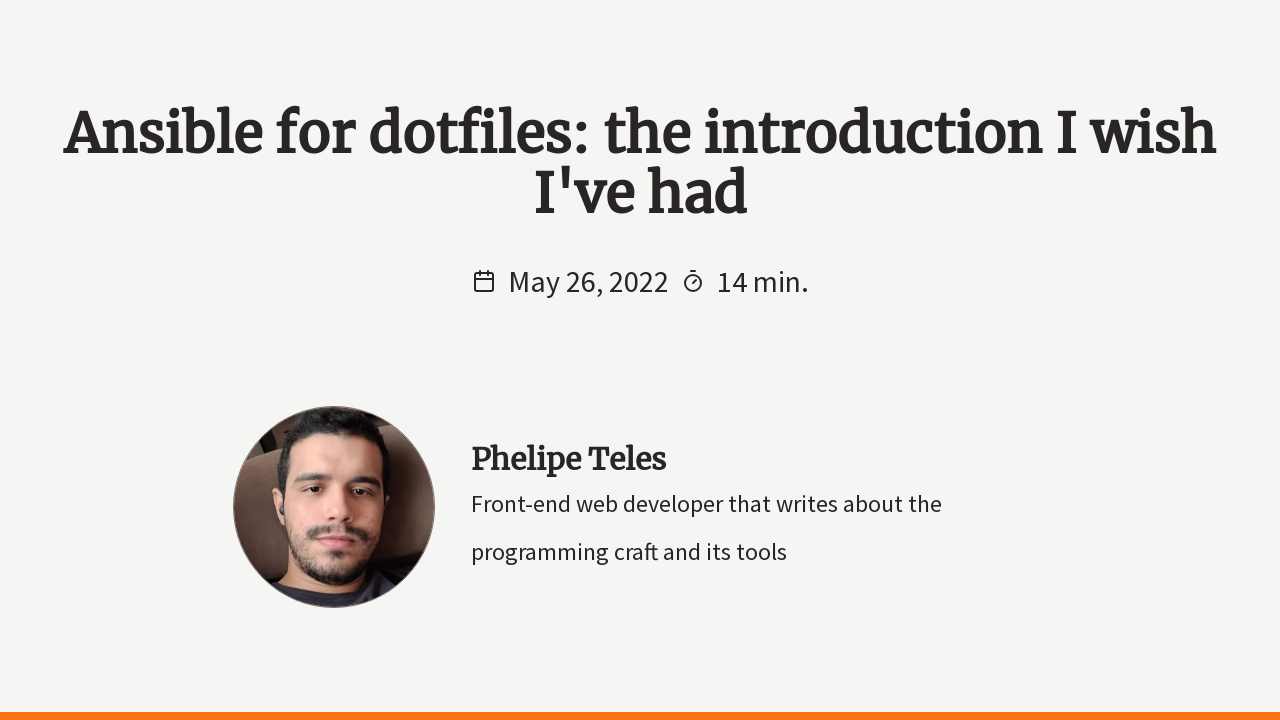 Ansible for dotfiles: the introduction I wish
I've had
May 26, 2022 14 min.
Phelipe Teles
Front-end web developer that writes about the
programming craft and its tools